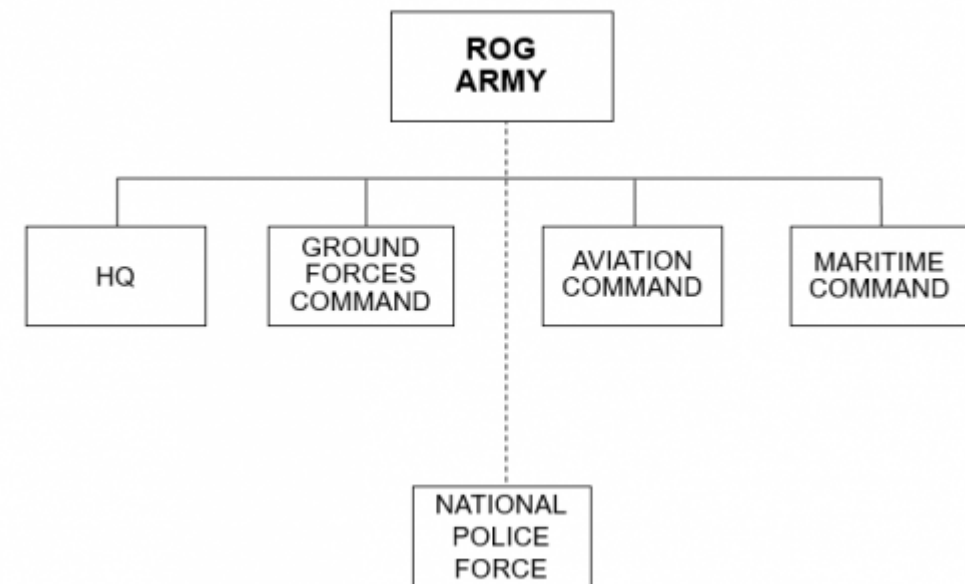 ROG
ARMY
HQ
GROUND
FORCES
COMMAND
AVIATION
COMMAND
MARITIME
COMMAND
NATIONAL
POLICE
FORCE